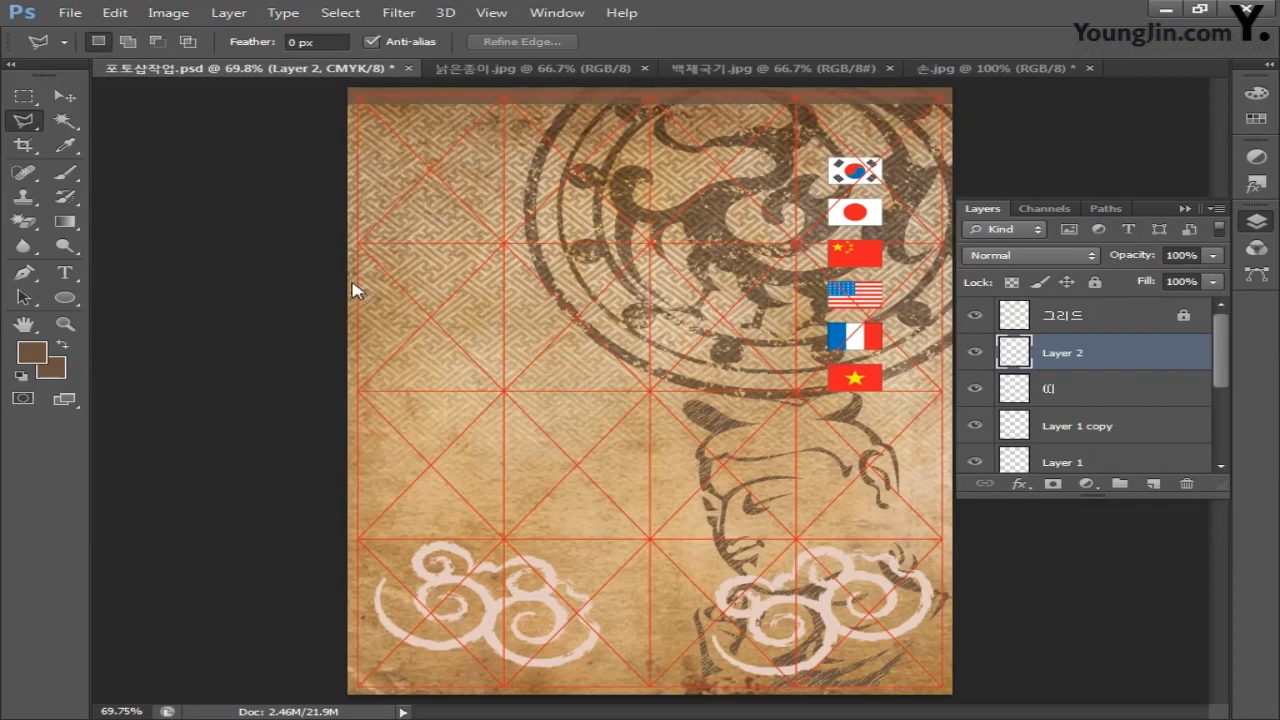 Ps File Edit Image Layer Type Select Filter 3D View Window Help
Feather: 0 px Anti-alias Refine Edge...
YoungJin.com Y.
포토샵작업.psd @ 69.8% (Layer 2, CMYK/8) * × 낡은종이.jpg @ 66.7% (RGB/8) × 백제국기.jpg @ 66.7% (RGB/8#) × 손.jpg @ 100% (RGB/8) * ×
Layers Channels Paths
Kind
Normal Opacity: 100%
Lock: Fill: 100%
그리드
Layer 2
띠
Layer 1 copy
Layer 1
fx
69.75% Doc: 2.46M/21.9M